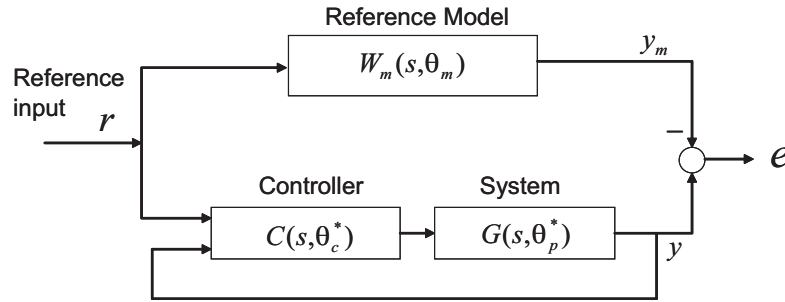 Reference Model
W_m(s,θ_m)
y_m
Reference
input
r
−
e
Controller
System
C(s,θ_c^*)
G(s,θ_p^*)
y